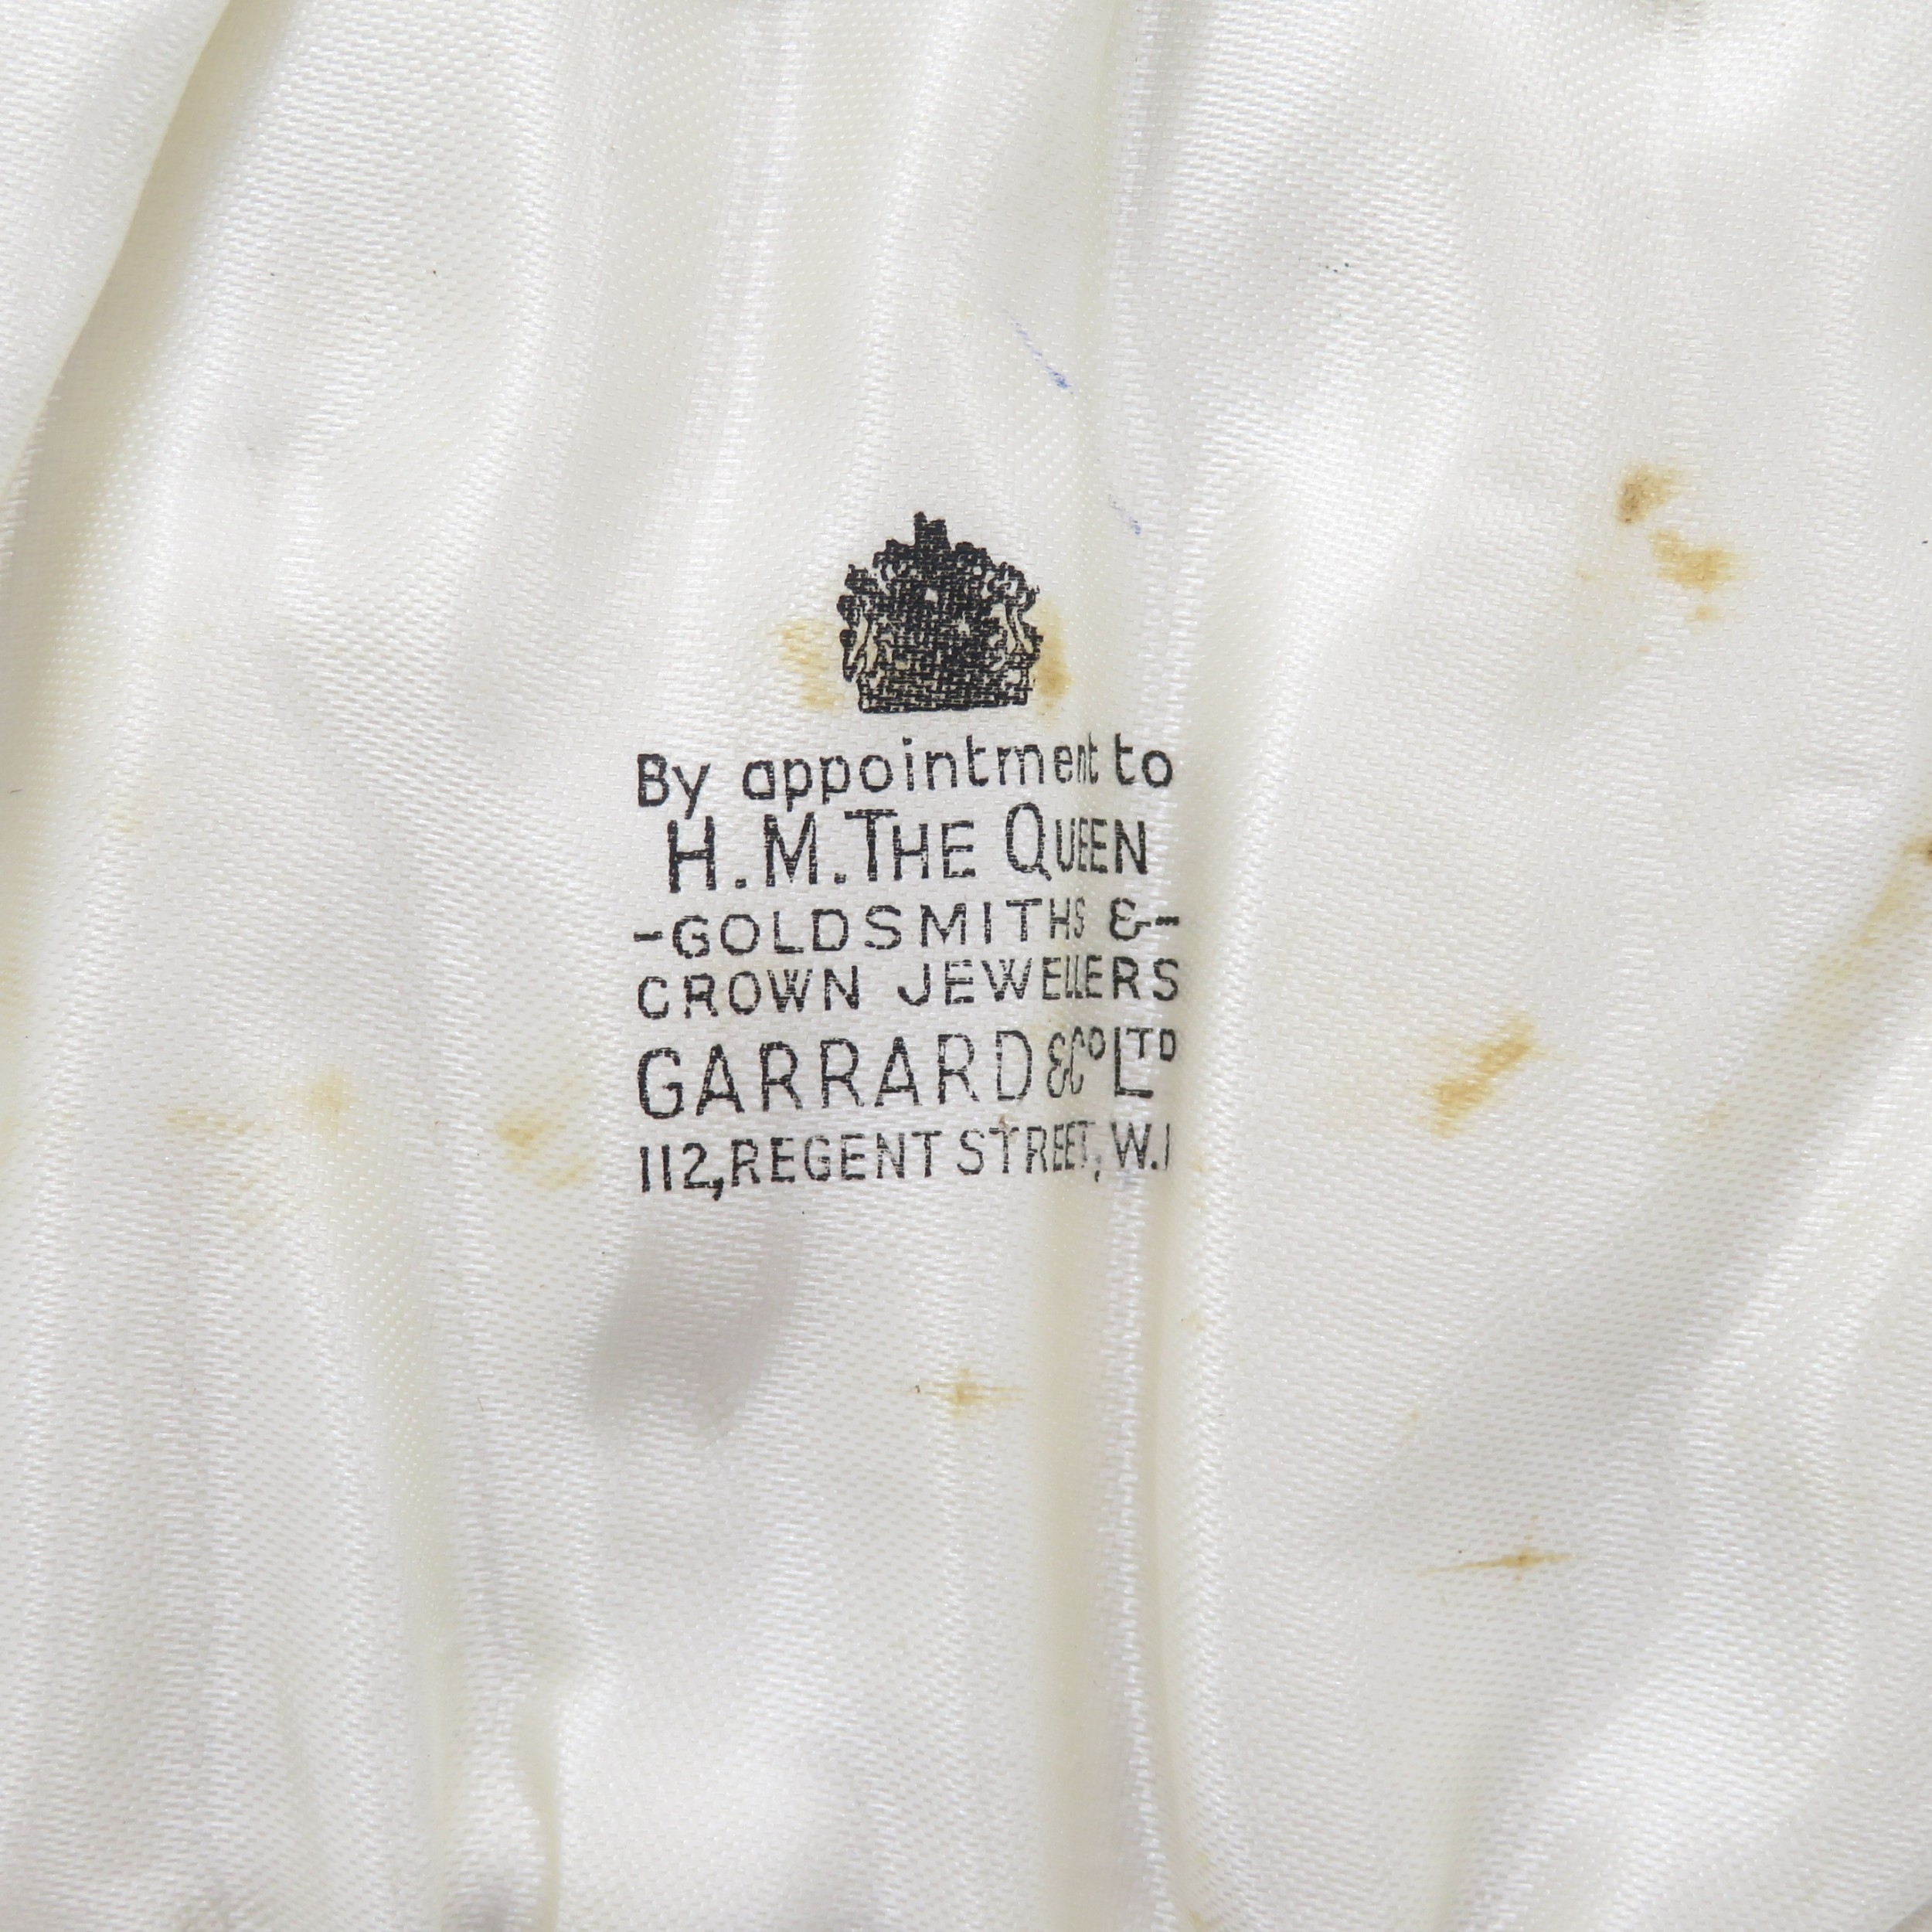 By appointment to
H.M. THE QUEEN
-GOLDSMITHS &-
CROWN JEWELLERS
GARRARD & Co LTD
112, REGENT STREET, W.1